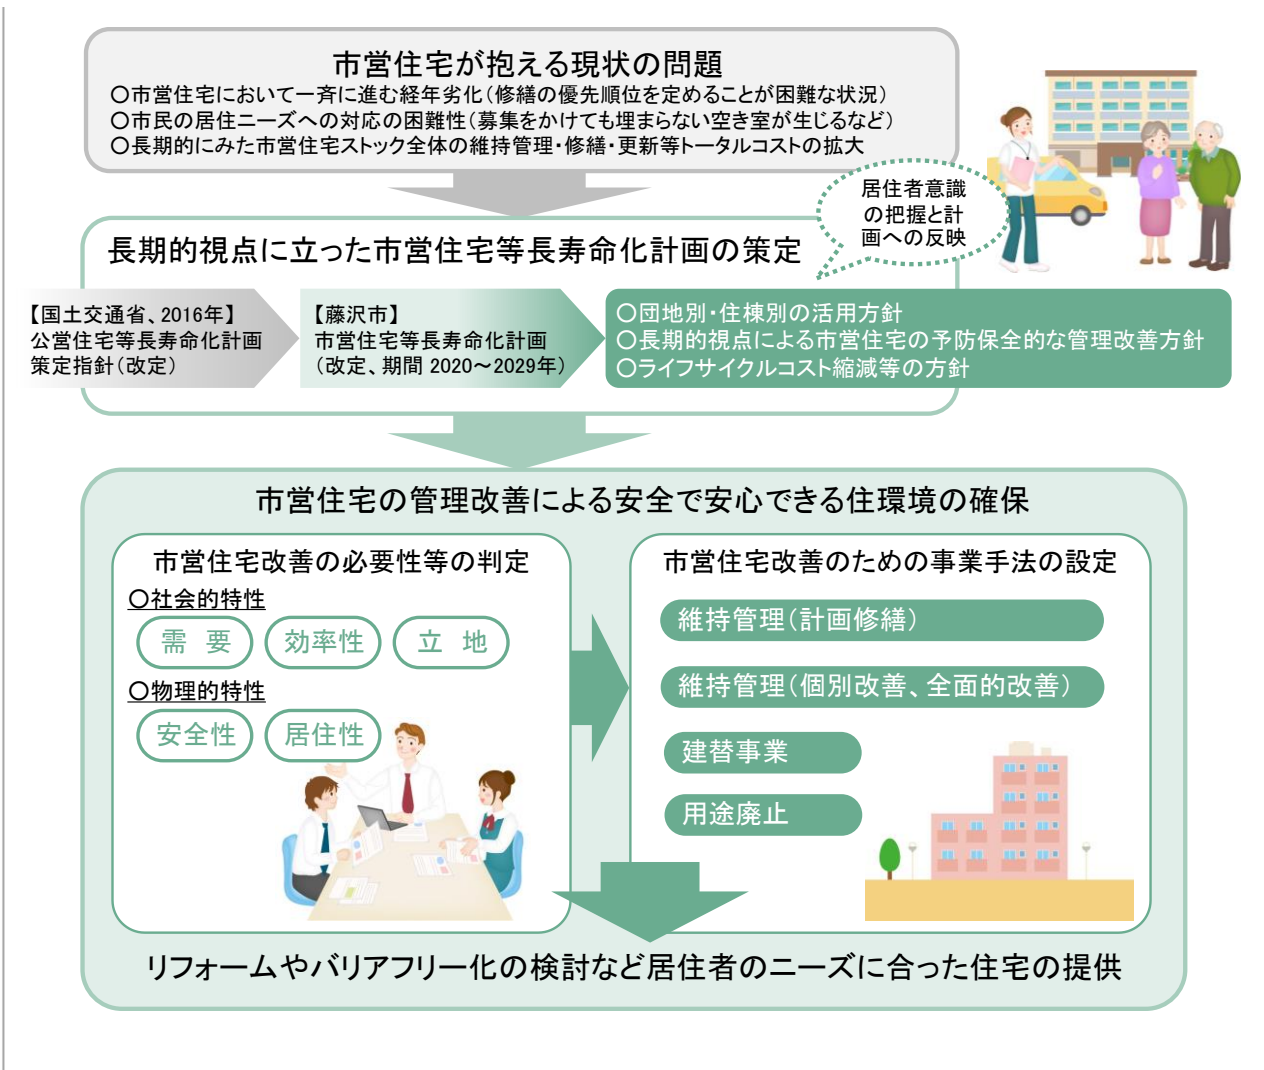 市営住宅が抱える現状の問題
○市営住宅において一斉に進む経年劣化（修繕の優先順位を定めることが困難な状況）
○市民の居住ニーズへの対応の困難性（募集をかけても埋まらない空き室が生じるなど）
○長期的にみた市営住宅ストック全体の維持管理・修繕・更新等トータルコストの拡大
居住者意識
の把握と計
画への反映
長期的視点に立った市営住宅等長寿命化計画の策定
【国土交通省、2016年】
公営住宅等長寿命化計画
策定指針（改定）
【藤沢市】
市営住宅等長寿命化計画
（改定、期間 2020～2029年）
○団地別・住棟別の活用方針
○長期的視点による市営住宅の予防保全的な管理改善方針
○ライフサイクルコスト縮減等の方針
市営住宅の管理改善による安全で安心できる住環境の確保
市営住宅改善の必要性等の判定
○社会的特性
需 要
効率性
立 地
○物理的特性
安全性
居住性
市営住宅改善のための事業手法の設定
維持管理（計画修繕）
維持管理（個別改善、全面的改善）
建替事業
用途廃止
リフォームやバリアフリー化の検討など居住者のニーズに合った住宅の提供